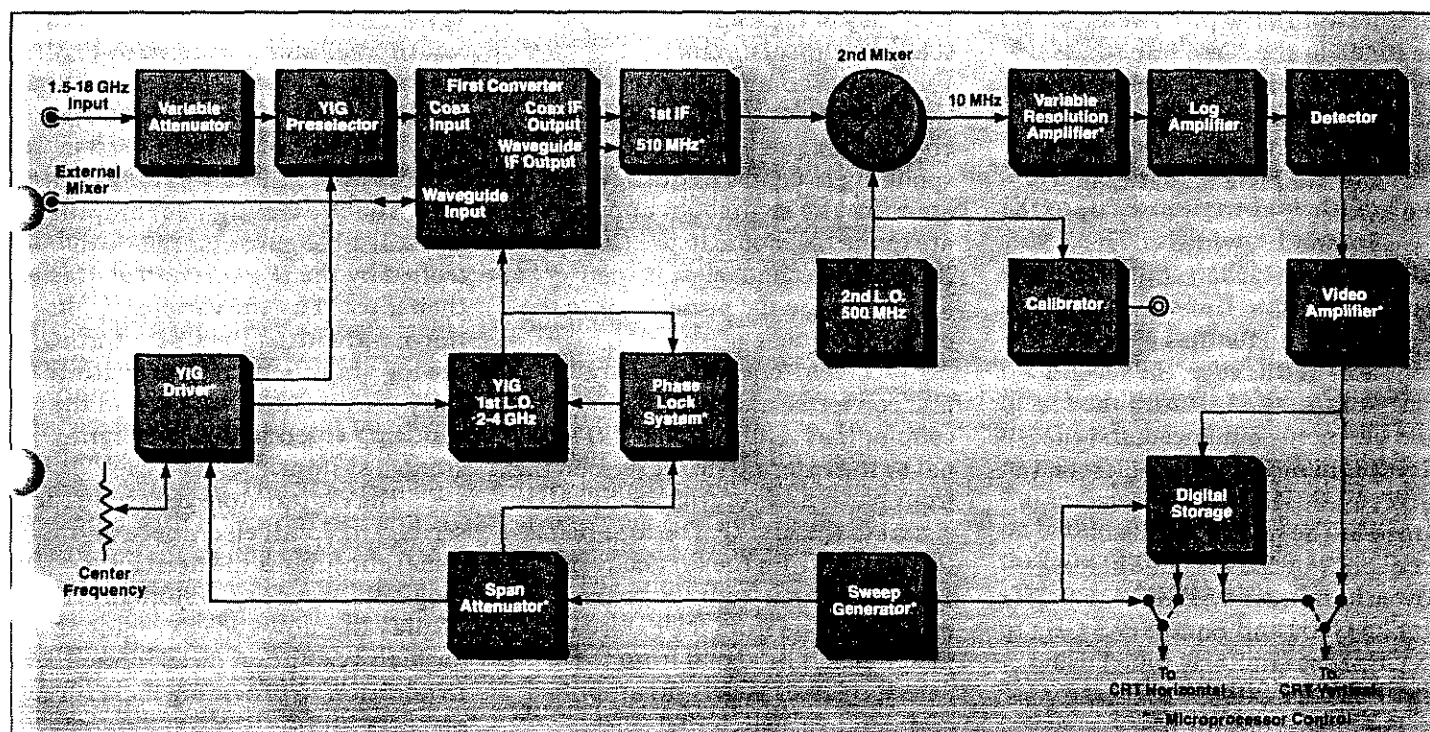 1.5-18 GHz
Input
Variable
Attenuator
YIG
Preselector
First Converter
Coax
Input
Coax IF
Output
Waveguide
IF Output
Waveguide
Input
1st IF
510 MHz*
2nd Mixer
10 MHz
Variable
Resolution
Amplifier*
Log
Amplifier
Detector
External
Mixer
2nd L.O.
500 MHz
Calibrator
Video
Amplifier*
YIG
Driver*
YIG
1st L.O.
2-4 GHz
Phase
Lock
System*
Digital
Storage
Center
Frequency
Span
Attenuator*
Sweep
Generator*
To
CRT Horizontal
To
CRT Vertical
*—Microprocessor Control